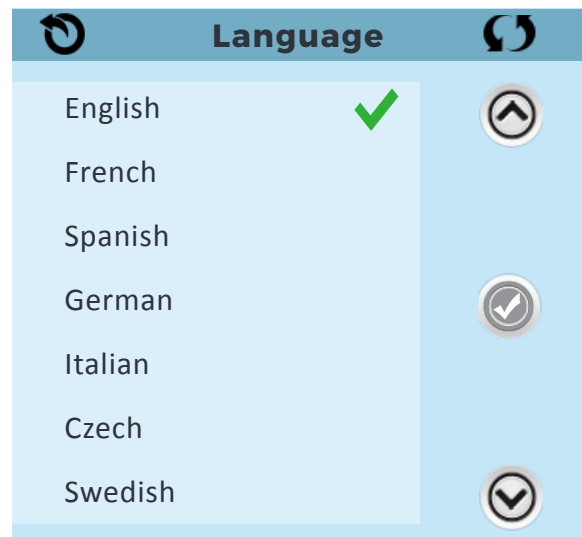 Language
English
French
Spanish
German
Italian
Czech
Swedish